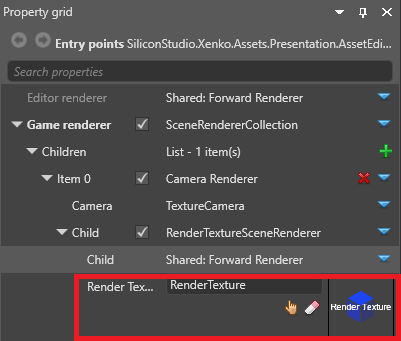 Property grid
Entry points SiliconStudio.Xenko.Assets.Presentation.AssetEdi...
Search properties
Editor renderer Shared: Forward Renderer
Game renderer SceneRendererCollection
Children List - 1 item(s)
Item 0 Camera Renderer
Camera TextureCamera
Child RenderTextureSceneRenderer
Child Shared: Forward Renderer
Render Tex... RenderTexture
Render Texture